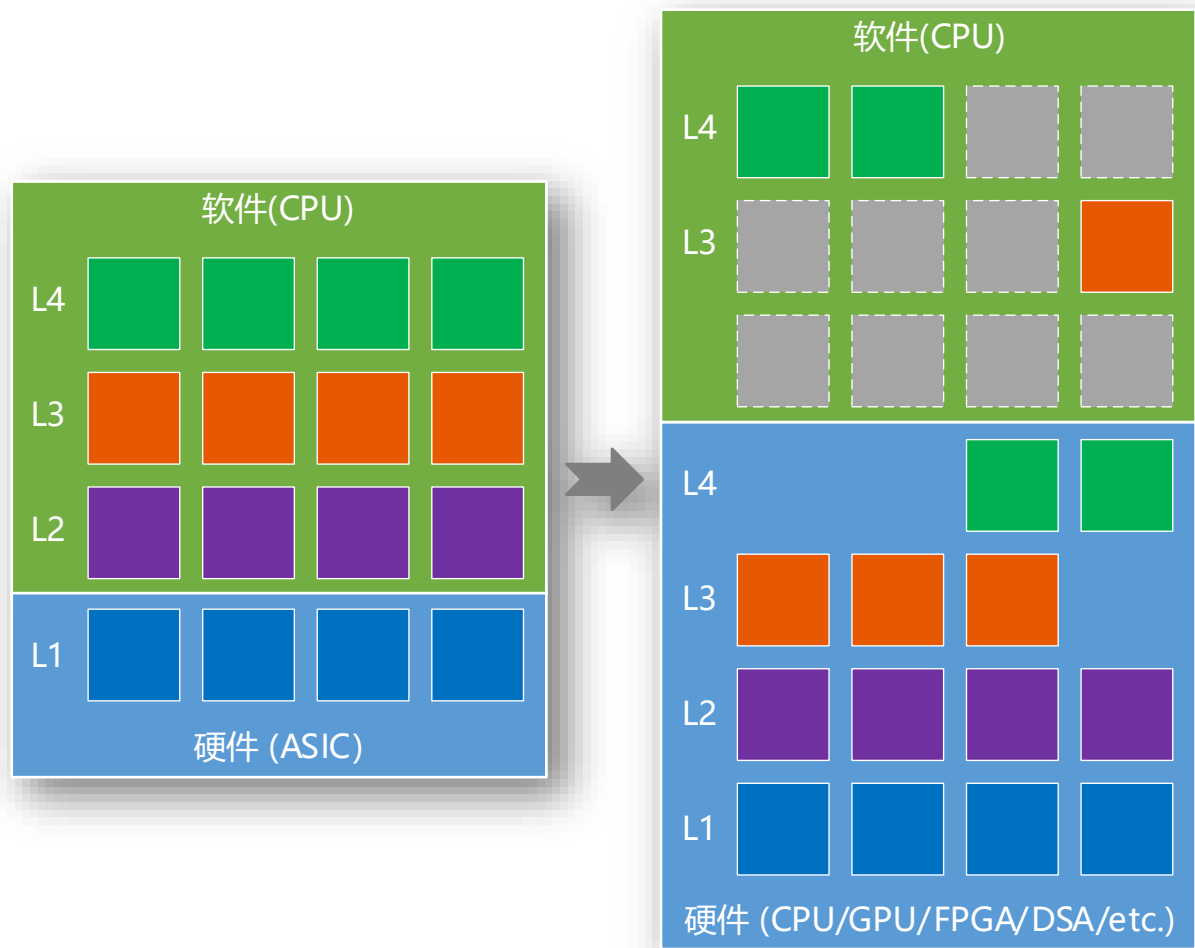 软件(CPU)
L4
L3
L2
L1
硬件 (ASIC)
软件(CPU)
L4
L3
L4
L3
L2
L1
硬件 (CPU/GPU/FPGA/DSA/etc.)